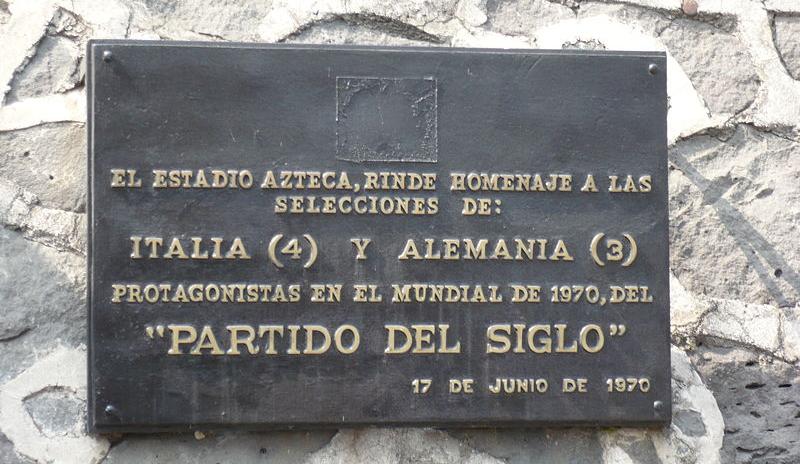 EL ESTADIO AZTECA, RINDE HOMENAJE A LAS
SELECCIONES DE:
ITALIA (4) Y ALEMANIA (3)
PROTAGONISTAS EN EL MUNDIAL DE 1970, DEL
"PARTIDO DEL SIGLO"
17 DE JUNIO DE 1970